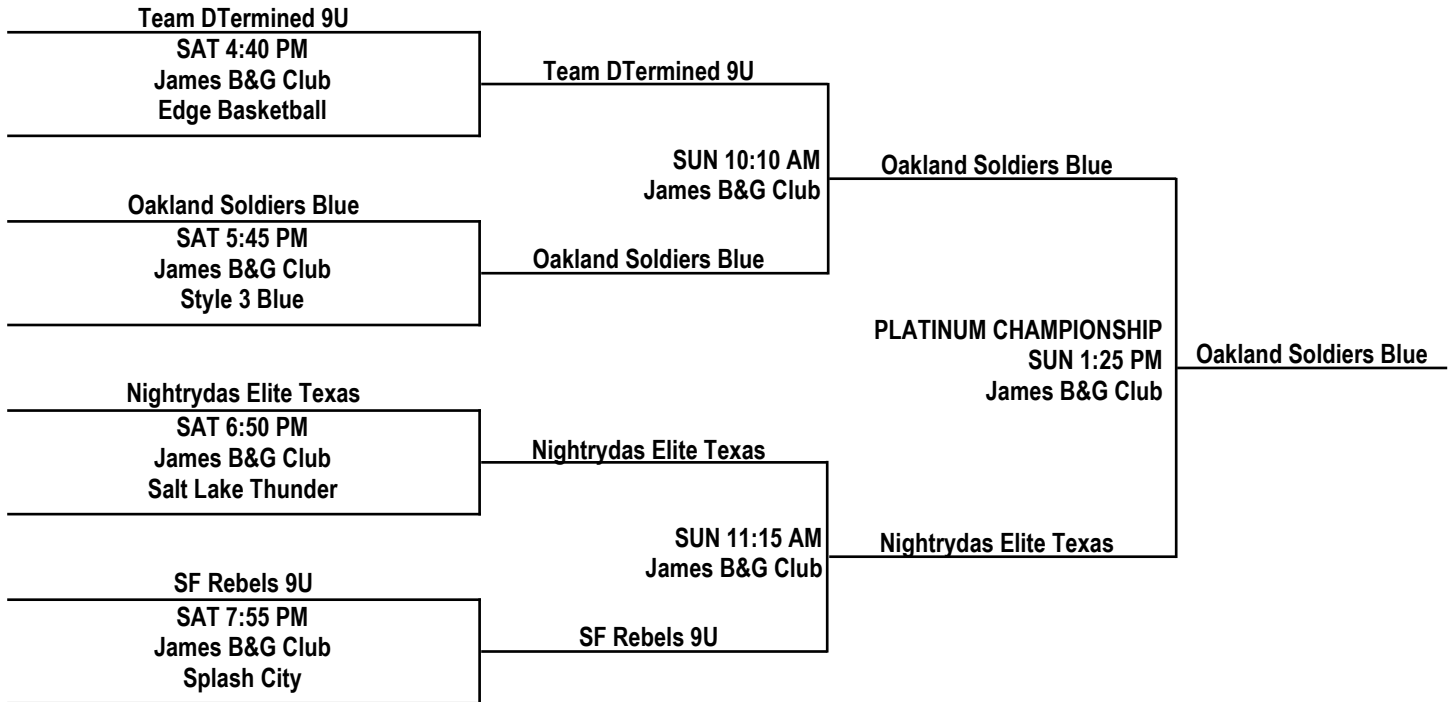 Team DTermined 9U
SAT 4:40 PM
James B&G Club
Edge Basketball
Oakland Soldiers Blue
SAT 5:45 PM
James B&G Club
Style 3 Blue
Nightrydas Elite Texas
SAT 6:50 PM
James B&G Club
Salt Lake Thunder
SF Rebels 9U
SAT 7:55 PM
James B&G Club
Splash City
Team DTermined 9U
SUN 10:10 AM
James B&G Club
Oakland Soldiers Blue
Nightrydas Elite Texas
SUN 11:15 AM
James B&G Club
SF Rebels 9U
Oakland Soldiers Blue
PLATINUM CHAMPIONSHIP
SUN 1:25 PM
James B&G Club
Nightrydas Elite Texas
Oakland Soldiers Blue